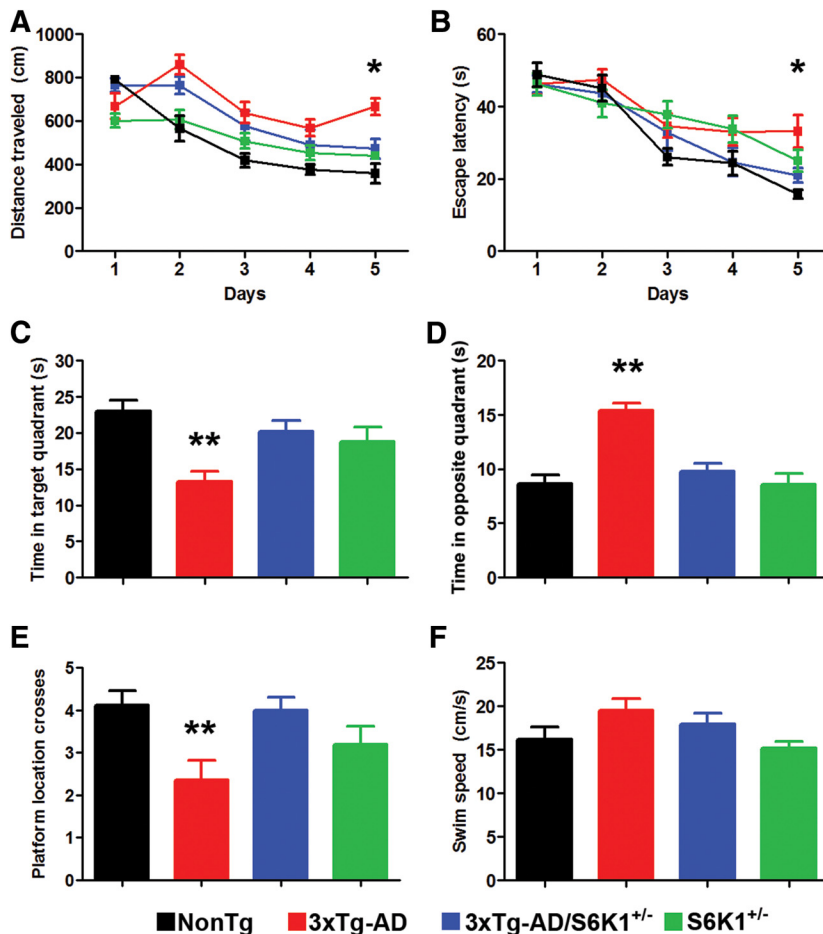 A
Distance traveled (cm)
1000
800
600
400
200
0
1 2 3 4 5
Days
*
B
Escape latency (s)
60
40
20
0
1 2 3 4 5
Days
*
C
Time in target quadrant (s)
30
25
20
15
10
5
0
**
D
Time in opposite quadrant (s)
20
15
10
5
0
**
E
Platform location crosses
5
4
3
2
1
0
**
F
Swim speed (cm/s)
25
20
15
10
5
0
NonTg 3xTg-AD 3xTg-AD/S6K1+/- S6K1+/-